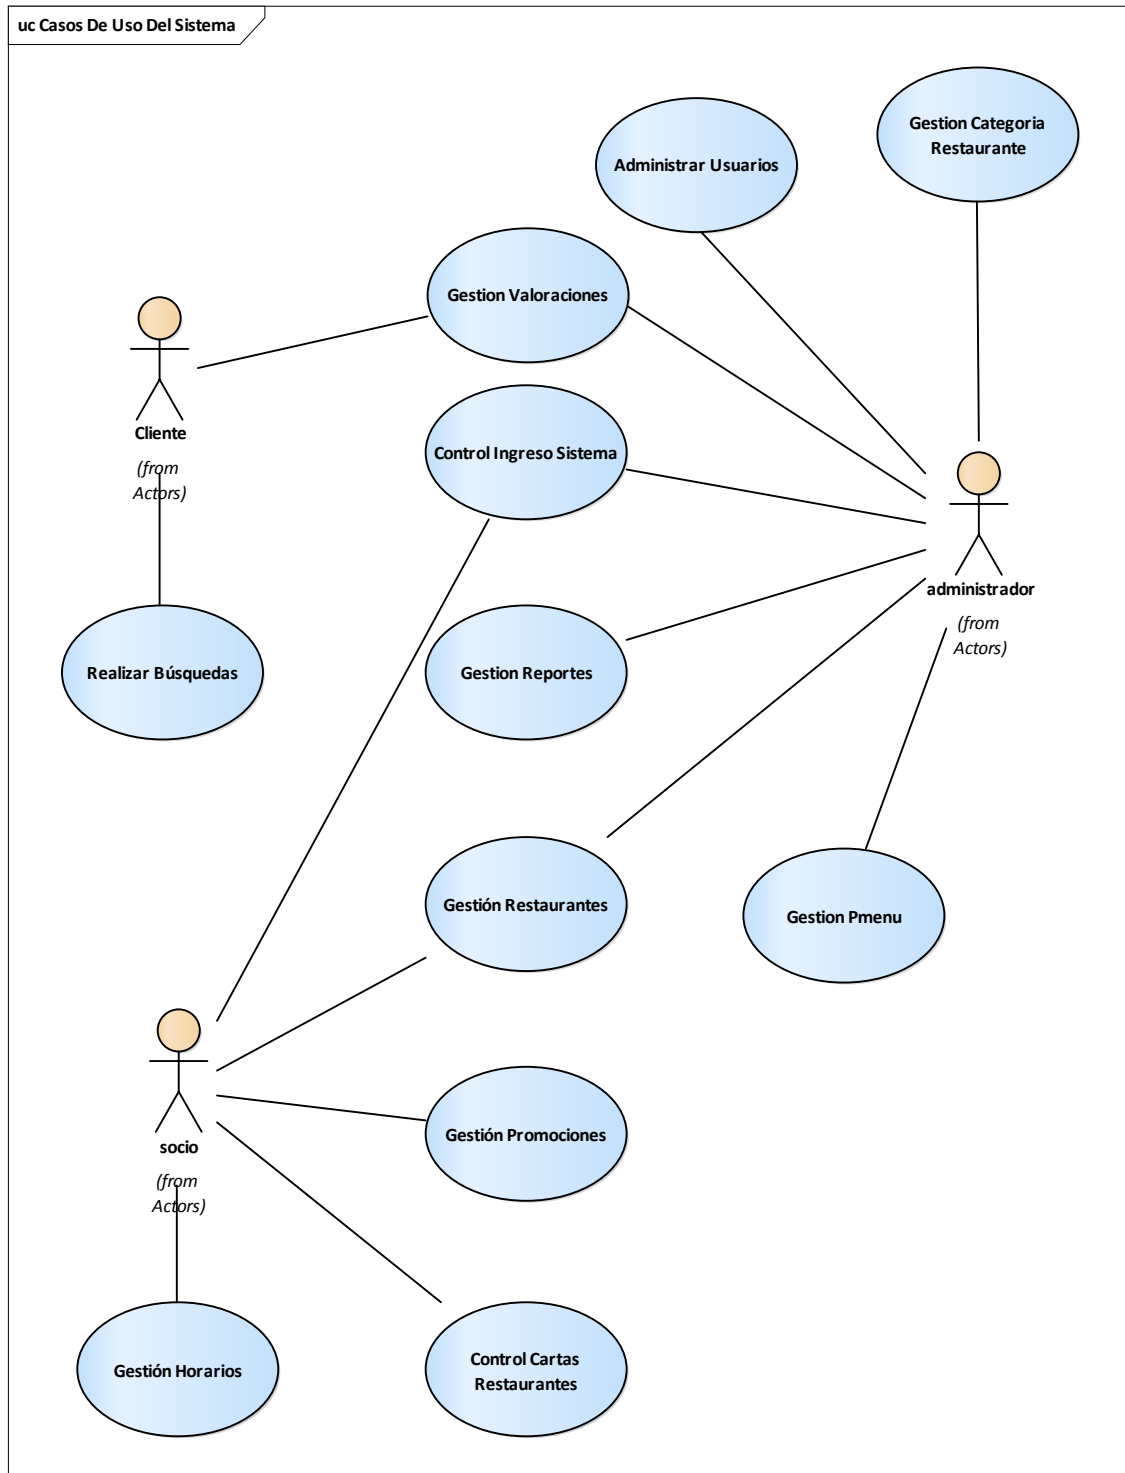 uc Casos De Uso Del Sistema
Gestion Categoria
Restaurante
Administrar Usuarios
Gestion Valoraciones
Cliente
(from
Actors)
Control Ingreso Sistema
administrador
(from
Actors)
Realizar Búsquedas
Gestion Reportes
Gestión Restaurantes
Gestion Pmenu
socio
(from
Actors)
Gestión Promociones
Gestión Horarios
Control Cartas
Restaurantes